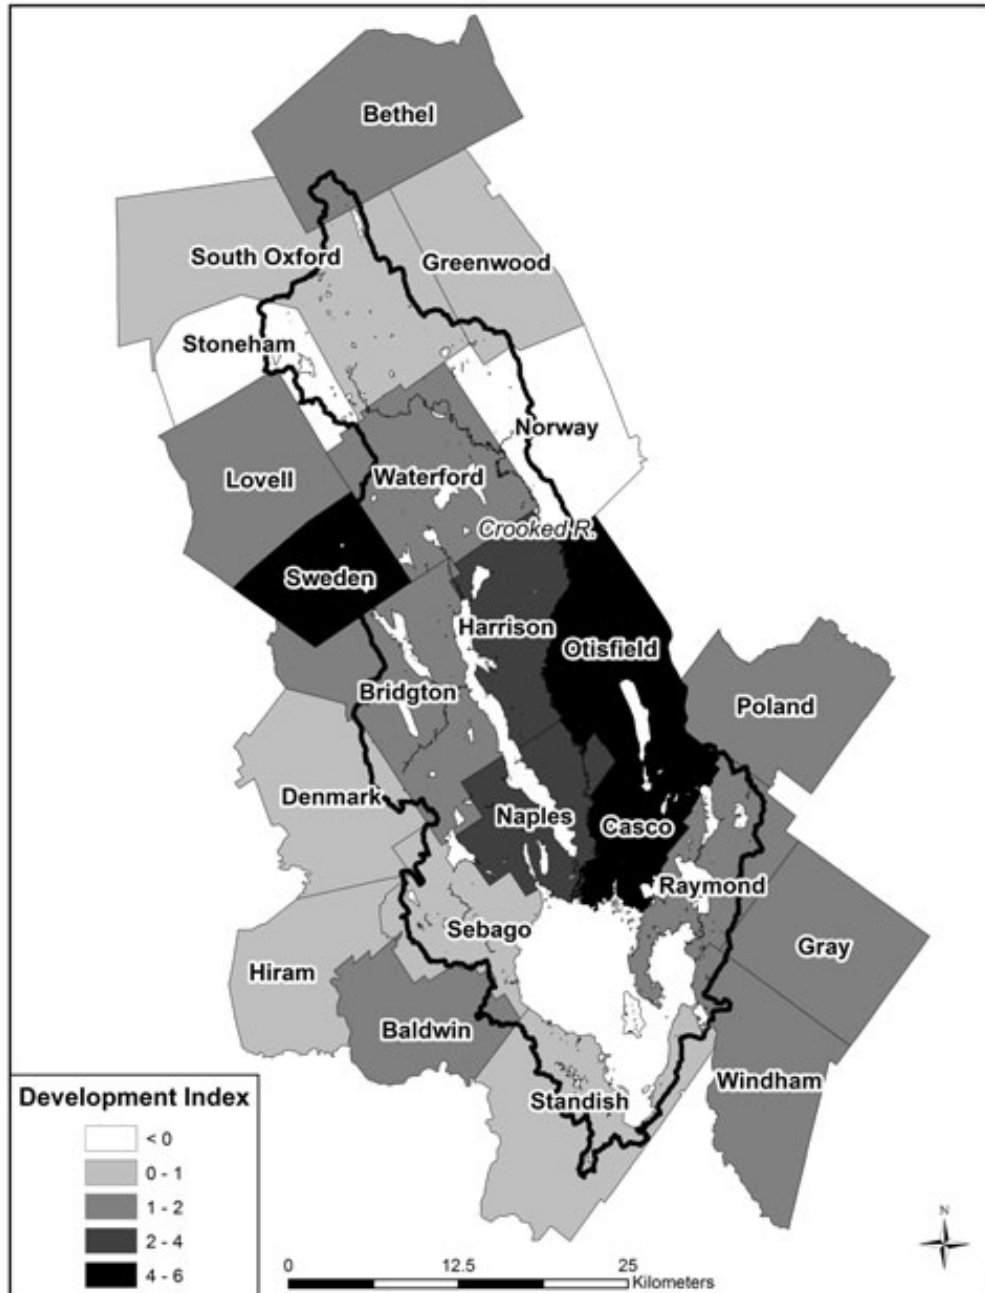 Bethel
South Oxford
Greenwood
Stoneham
Norway
Lovell
Waterford
Crooked R.
Sweden
Harrison
Otisfield
Bridgton
Poland
Denmark
Naples
Casco
Raymond
Sebago
Gray
Hiram
Baldwin
Windham
Standish
Development Index
< 0
0 - 1
1 - 2
2 - 4
4 - 6
N
0 12.5 25
Kilometers